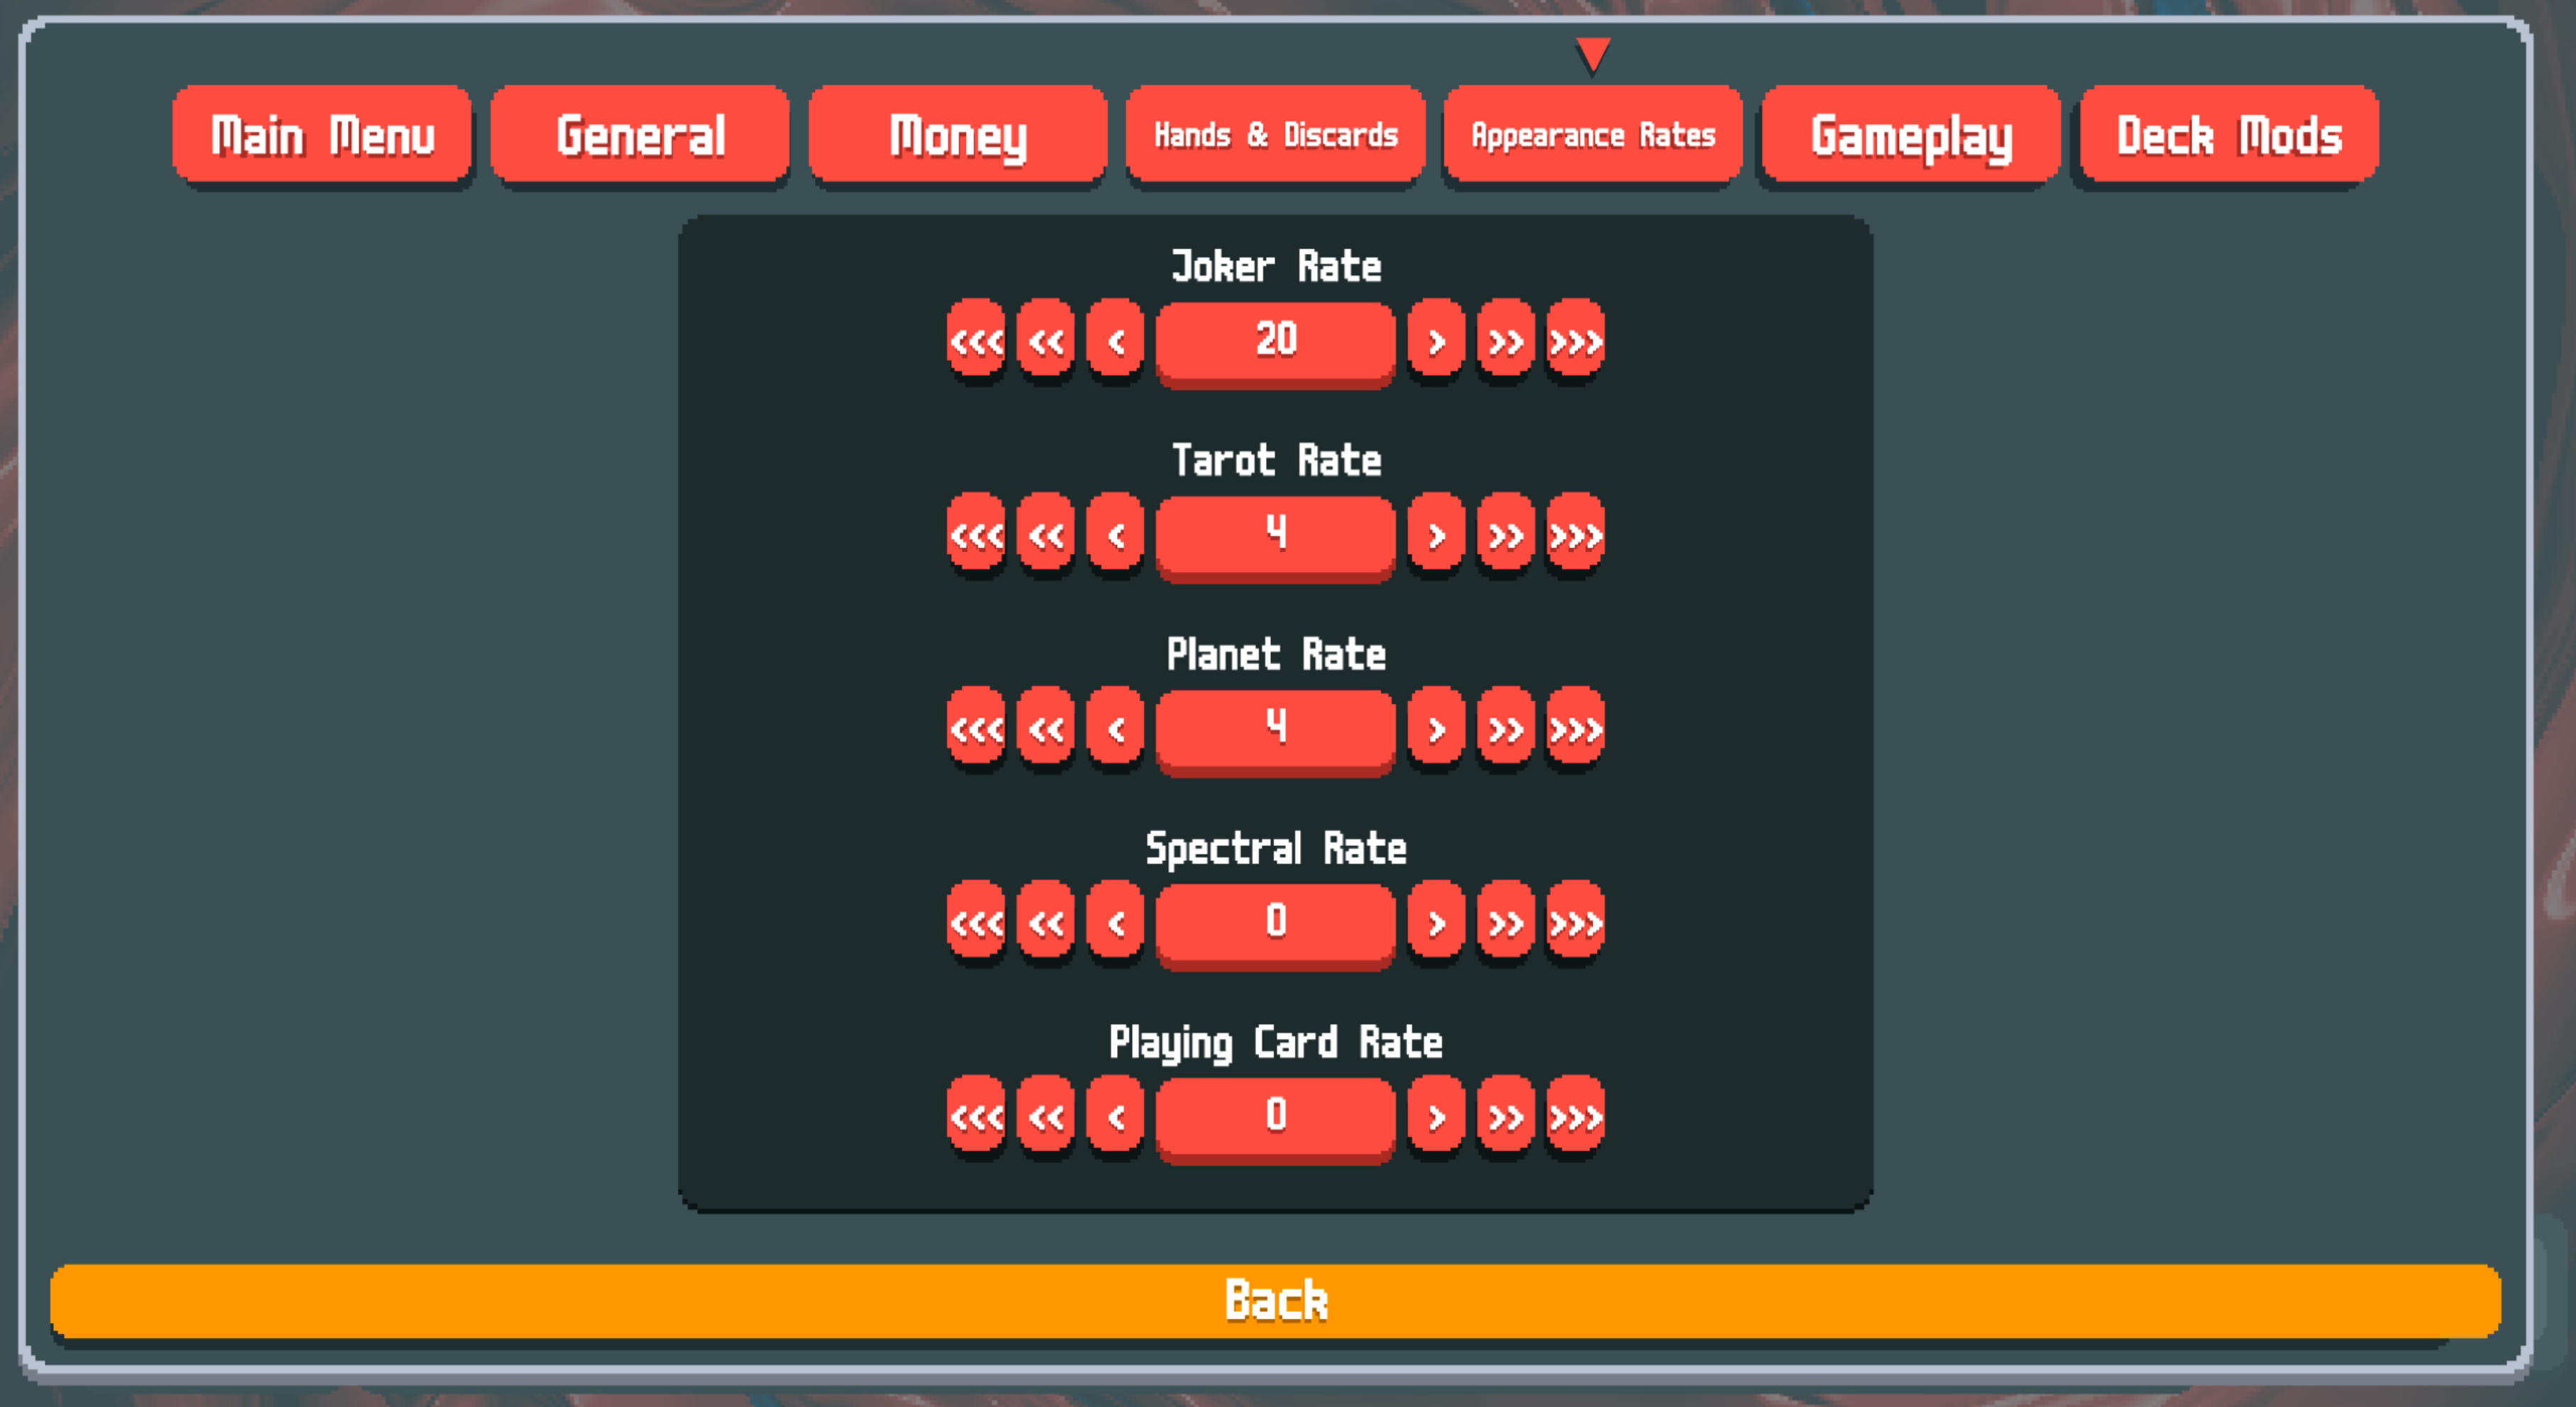 Main Menu General Money Hands & Discards Appearance Rates Gameplay Deck Mods
Joker Rate
<<< << < 20 > >> >>>
Tarot Rate
<<< << < 4 > >> >>>
Planet Rate
<<< << < 4 > >> >>>
Spectral Rate
<<< << < 0 > >> >>>
Playing Card Rate
<<< << < 0 > >> >>>
Back